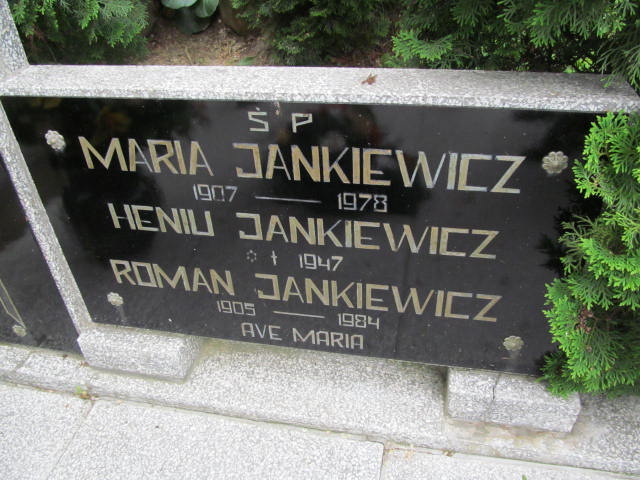 Ś P
MARIA JANKIEWICZ
1907 — 1978
HENIU JANKIEWICZ
* † 1947
ROMAN JANKIEWICZ
1905 — 1984
AVE MARIA